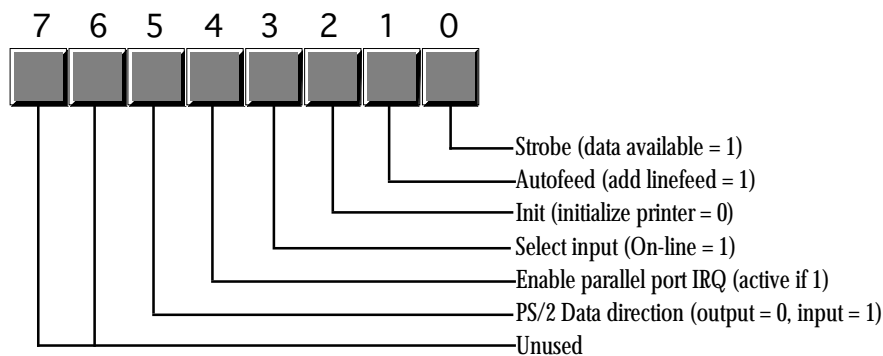 7 6 5 4 3 2 1 0
Strobe (data available = 1)
Autofeed (add linefeed = 1)
Init (initialize printer = 0)
Select input (On-line = 1)
Enable parallel port IRQ (active if 1)
PS/2 Data direction (output = 0, input = 1)
Unused